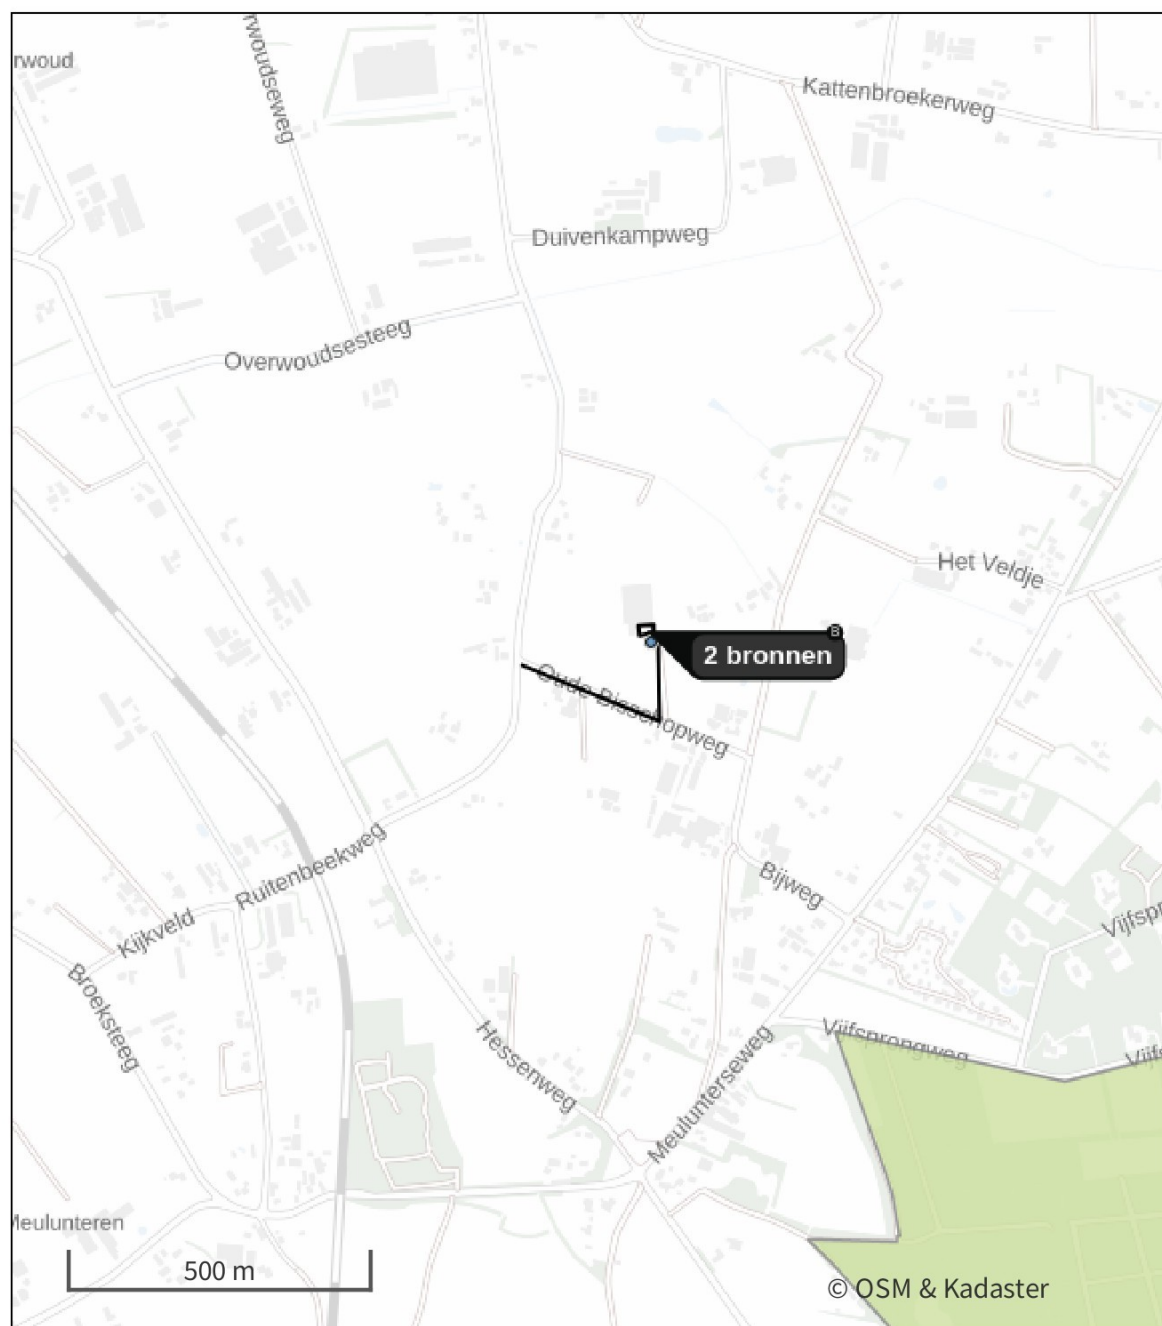 rwoud
rwoudseweg
Kattenbroekerweg
Duivenkampweg
Overwoudsesteeg
Het Veldje
B
2 bronnen
Oude Bisschopweg
Ruitenbeekweg
Bijweg
Kijkveld
Vijfspr
Broeksteeg
Hessenweg
Vijfsprongweg
Vijfs
Meulunterseweg
Meulunteren
500 m
© OSM & Kadaster